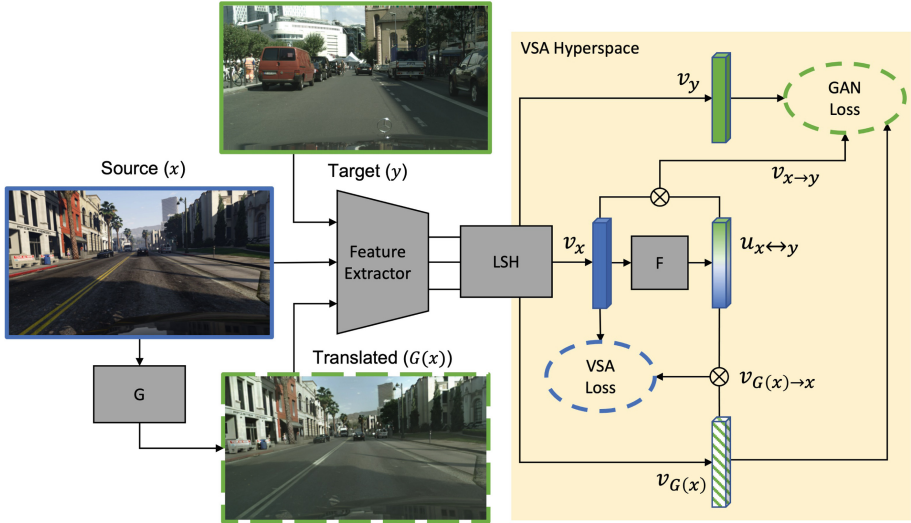 VSA Hyperspace
v_y
GAN
Loss
Source (x)
Target (y)
v_{x→y}
Feature
Extractor
LSH
v_x
F
u_{x↔y}
Translated (G(x))
VSA
Loss
v_{G(x)→x}
G
v_{G(x)}